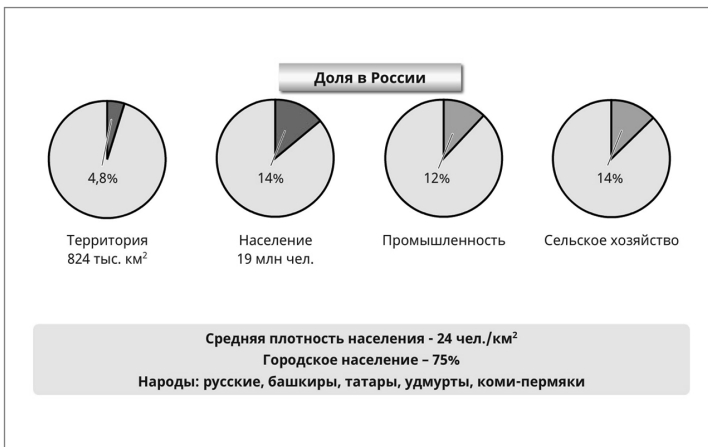 Доля в России
4,8%
14%
12%
14%
Территория
824 тыс. км²
Население
19 млн чел.
Промышленность
Сельское хозяйство
Средняя плотность населения - 24 чел./км²
Городское население – 75%
Народы: русские, башкиры, татары, удмурты, коми-пермяки